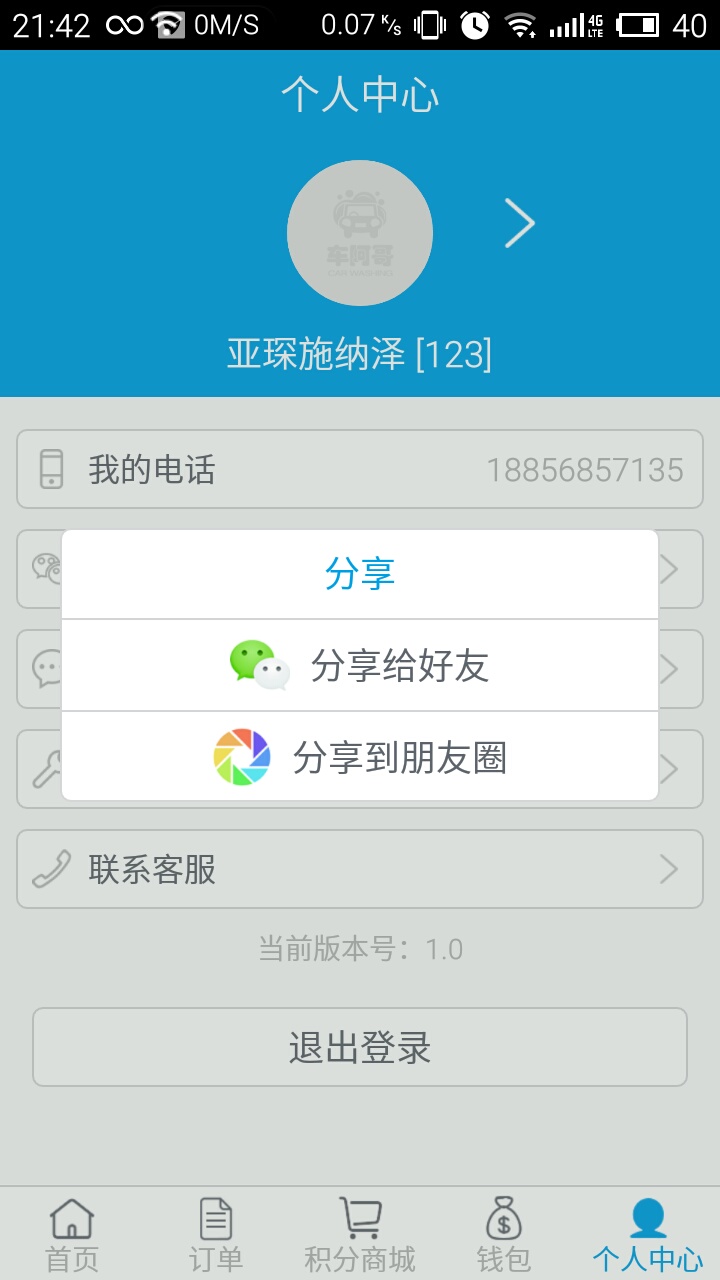 21:42 0M/S 0.07 K/s 4G LTE 40
个人中心
车阿哥
CAR WASHING
亚琛施纳泽 [123]
我的电话 18856857135
分享
分享给好友
分享到朋友圈
联系客服
当前版本号：1.0
退出登录
首页 订单 积分商城 钱包 个人中心